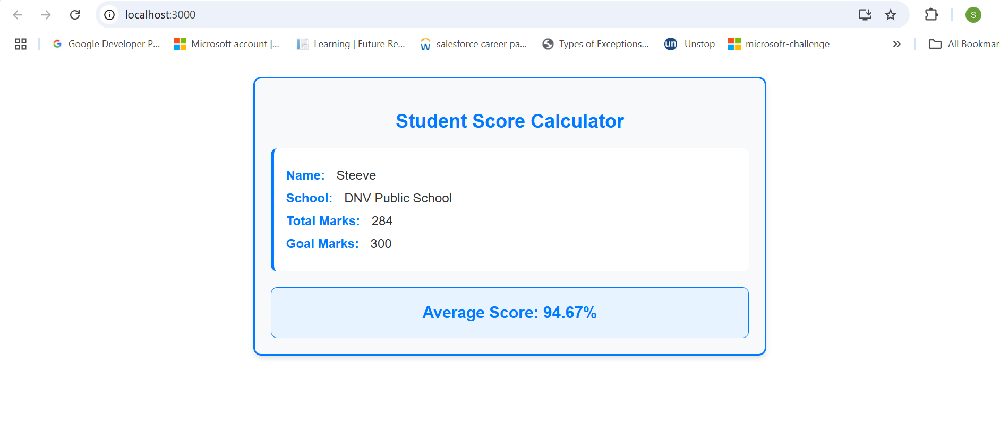 localhost:3000
S
Google Developer P...
Microsoft account |...
Learning | Future Re...
salesforce career pa...
Types of Exceptions...
un Unstop
microsofr-challenge
All Bookmar
Student Score Calculator
Name: Steeve
School: DNV Public School
Total Marks: 284
Goal Marks: 300
Average Score: 94.67%